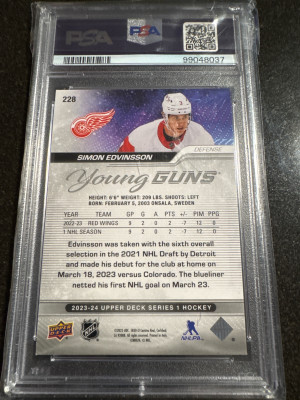 PSA
PSA
99048037
228
SIMON EDVINSSON
DEFENSE
Young GUNS
HEIGHT: 6'6" WEIGHT: 209 LBS. SHOOTS: LEFT
BORN: FEBRUARY 5, 2003 ONSALA, SWEDEN
YEAR TEAM GP G A PTS +/- PIM PPG
2022-23 RED WINGS 9 2 0 2 -7 12 0
1 NHL SEASON 9 2 0 2 -7 12 0
Edvinsson was taken with the sixth overall
selection in the 2021 NHL Draft by Detroit
and made his debut for the club at home on
March 18, 2023 versus Colorado. The blueliner
netted his first NHL goal on March 23.
2023-24 UPPER DECK SERIES 1 HOCKEY
UPPER DECK
NHL
NHLPA